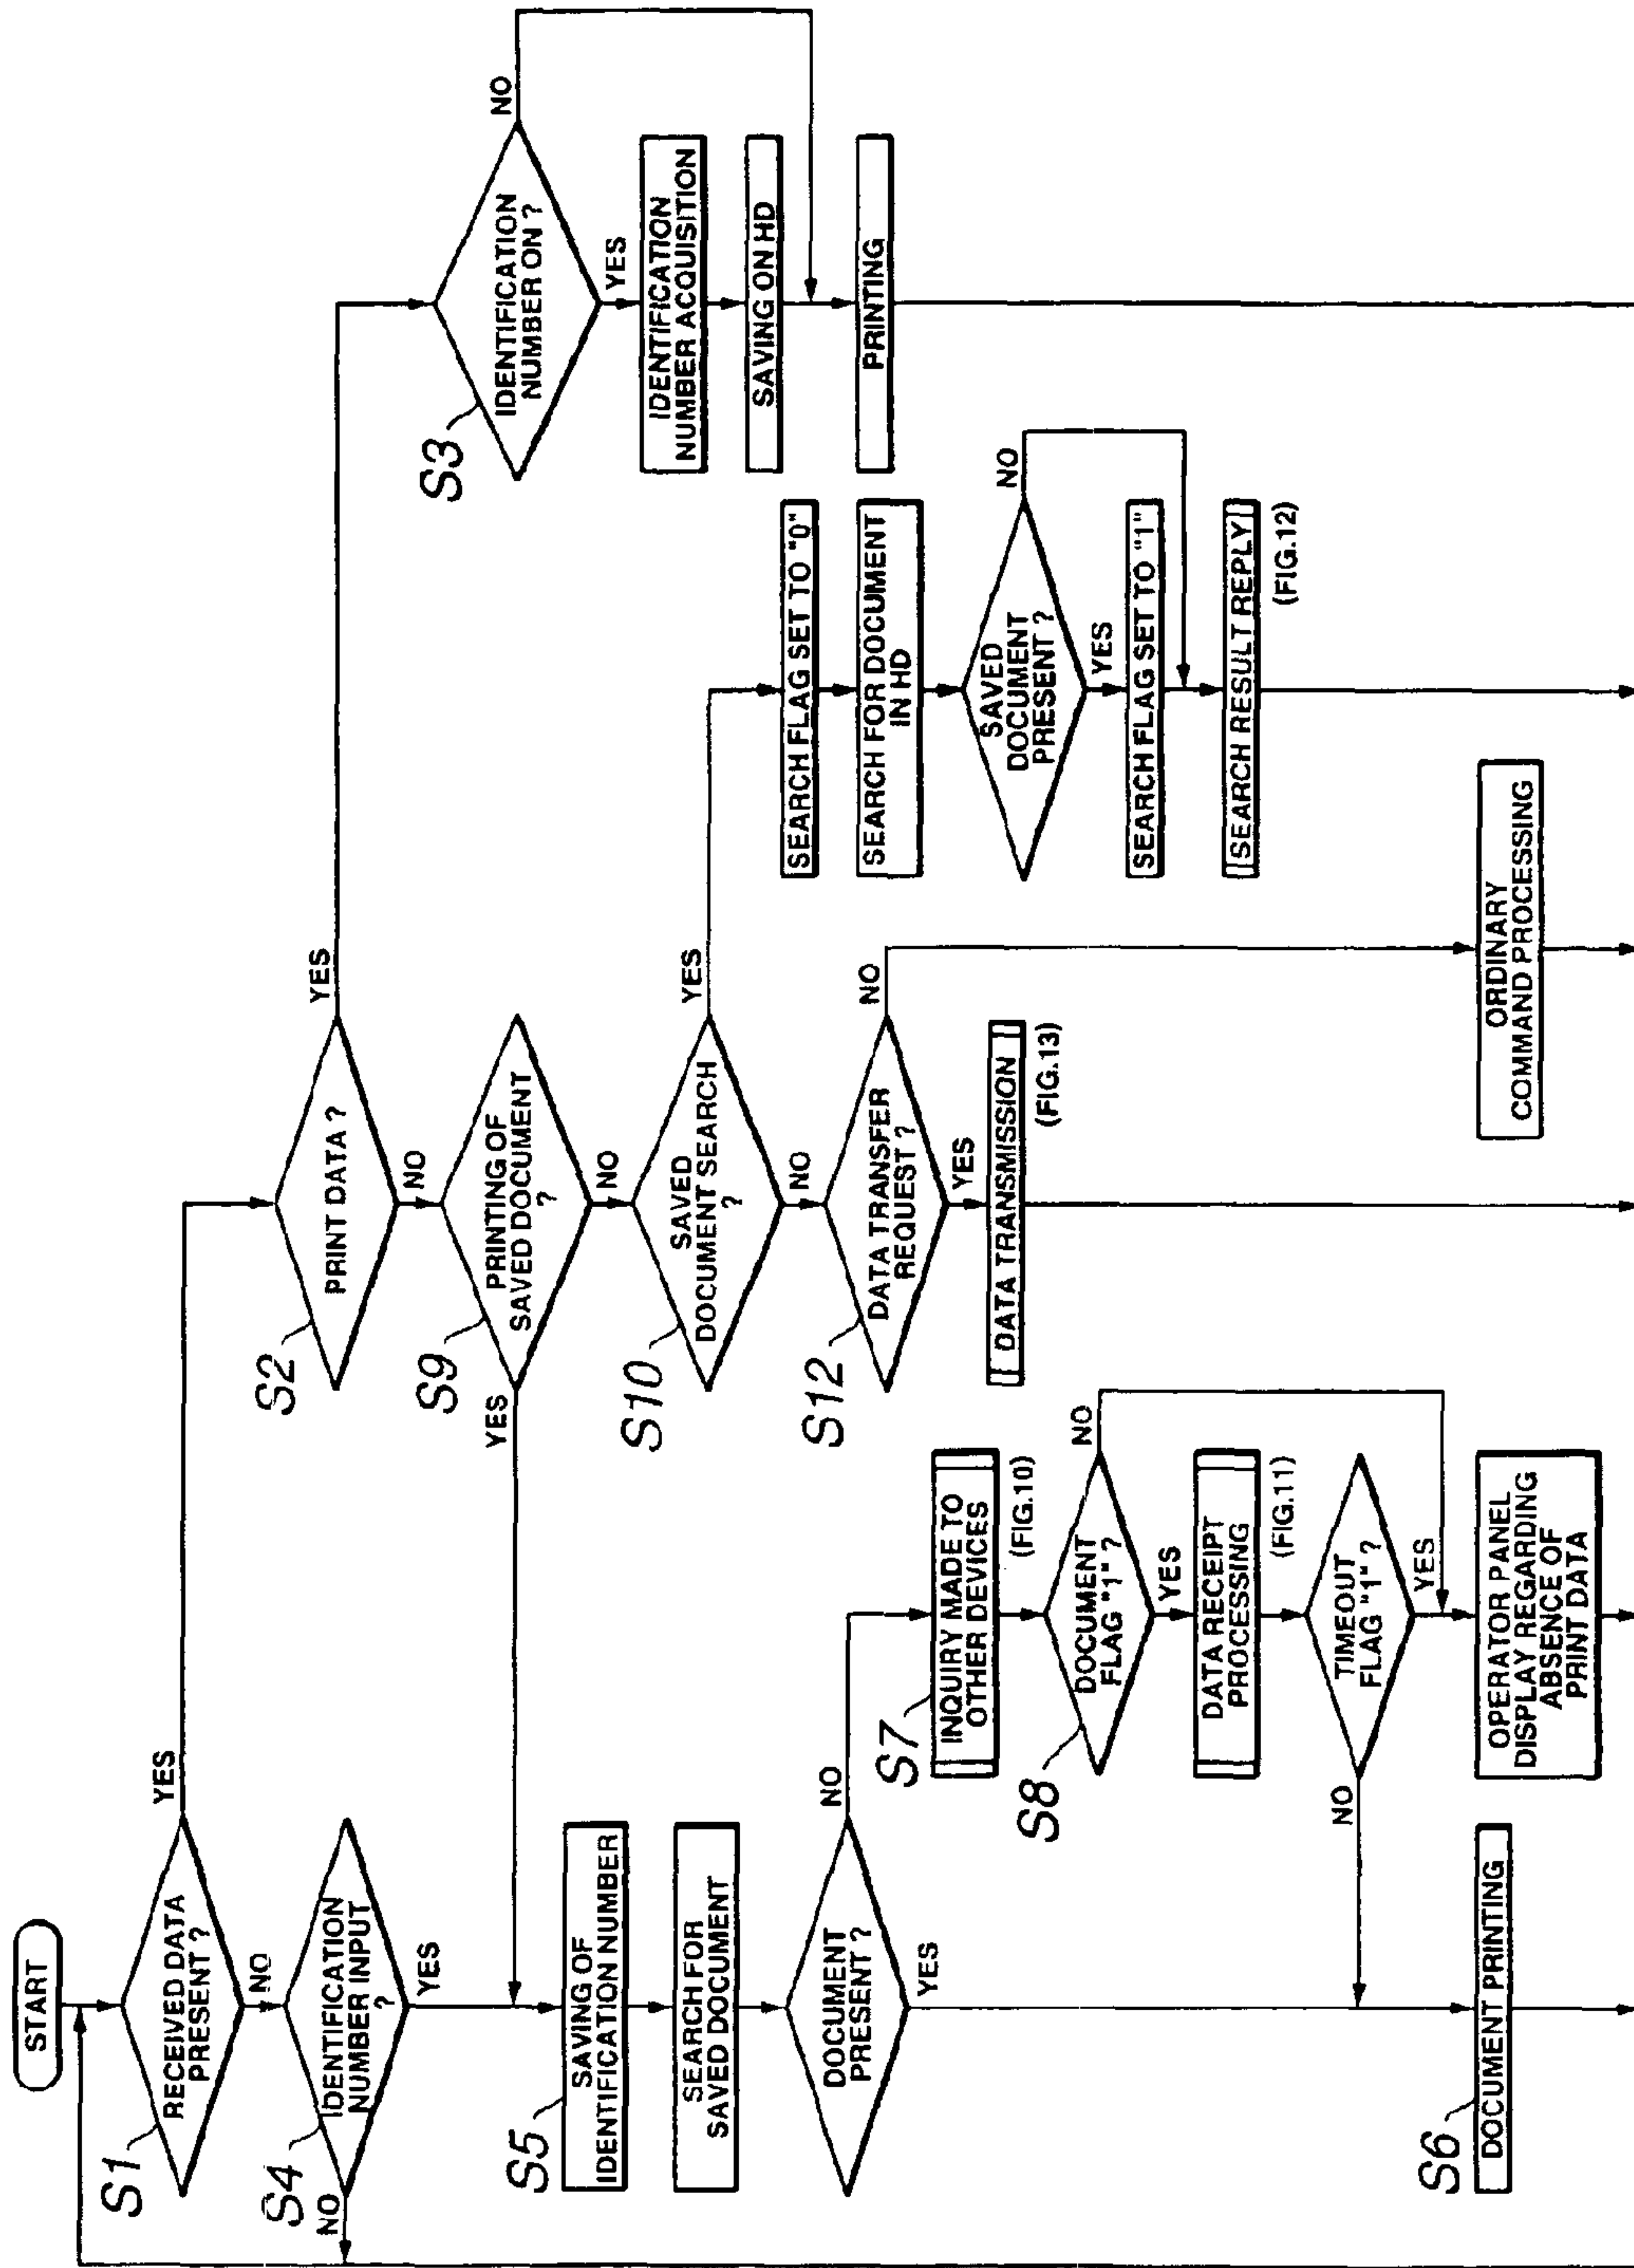 START
S1
RECEIVED DATA
PRESENT ?
YES
NO
S4
IDENTIFICATION
NUMBER INPUT
?
NO
YES
S5
SAVING OF
IDENTIFICATION NUMBER
SEARCH FOR
SAVED DOCUMENT
DOCUMENT
PRESENT ?
NO
YES
S7
INQUIRY MADE TO
OTHER DEVICES
(FIG.10)
S8
DOCUMENT
FLAG "1" ?
NO
YES
DATA RECEIPT
PROCESSING
(FIG.11)
TIMEOUT
FLAG "1" ?
NO
YES
OPERATOR PANEL
DISPLAY REGARDING
ABSENCE OF
PRINT DATA
S6
DOCUMENT PRINTING
S2
PRINT DATA ?
YES
NO
S9
PRINTING OF
SAVED DOCUMENT
?
YES
NO
S10
SAVED
DOCUMENT SEARCH
?
YES
NO
S12
DATA TRANSFER
REQUEST ?
NO
YES
DATA TRANSMISSION
(FIG.13)
ORDINARY
COMMAND PROCESSING
SEARCH FLAG SET TO "0"
SEARCH FOR DOCUMENT
IN HD
SAVED
DOCUMENT
PRESENT ?
NO
YES
SEARCH FLAG SET TO "1"
SEARCH RESULT REPLY
(FIG.12)
S3
IDENTIFICATION
NUMBER ON ?
NO
YES
IDENTIFICATION
NUMBER ACQUISITION
SAVING ON HD
PRINTING